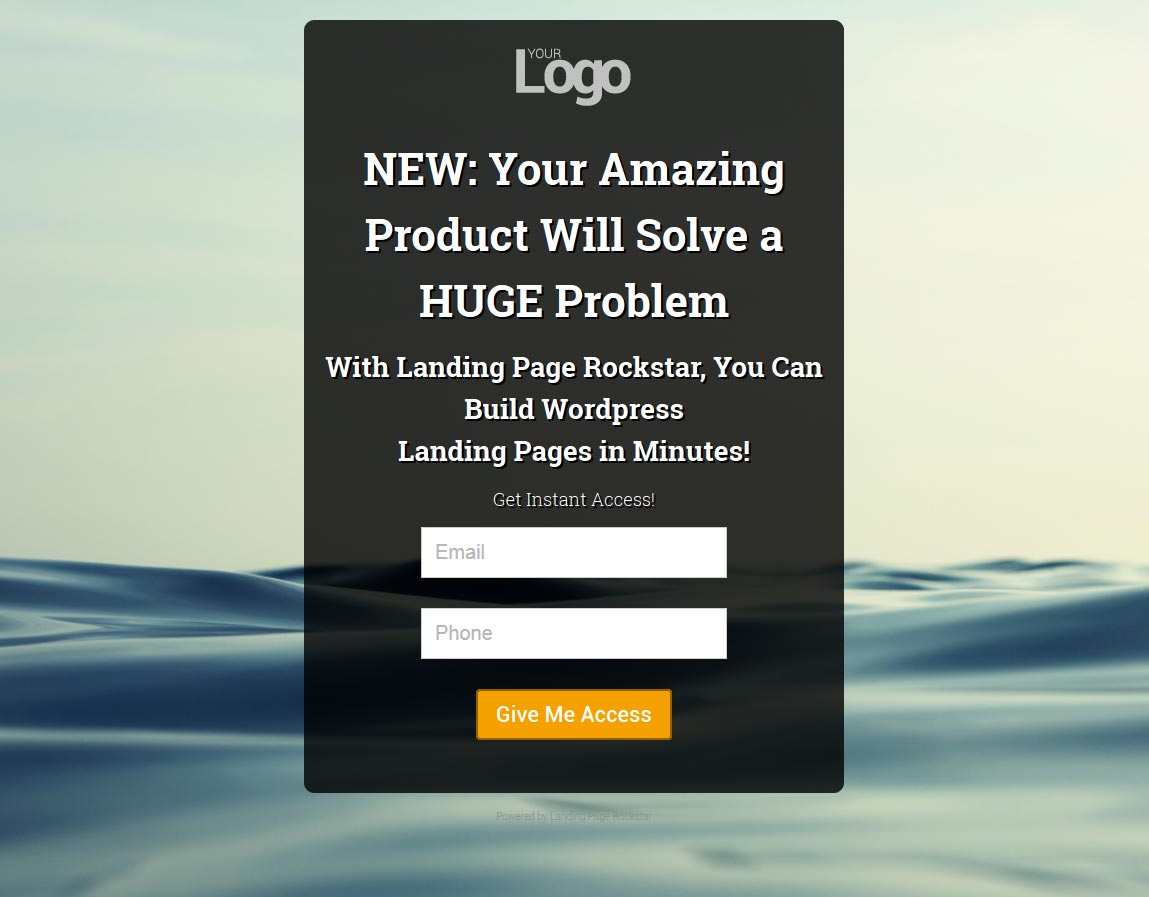 YOUR
Logo
NEW: Your Amazing
Product Will Solve a
HUGE Problem
With Landing Page Rockstar, You Can
Build Wordpress
Landing Pages in Minutes!
Get Instant Access!
Email
Phone
Give Me Access
Powered by Landing Page Rockstar